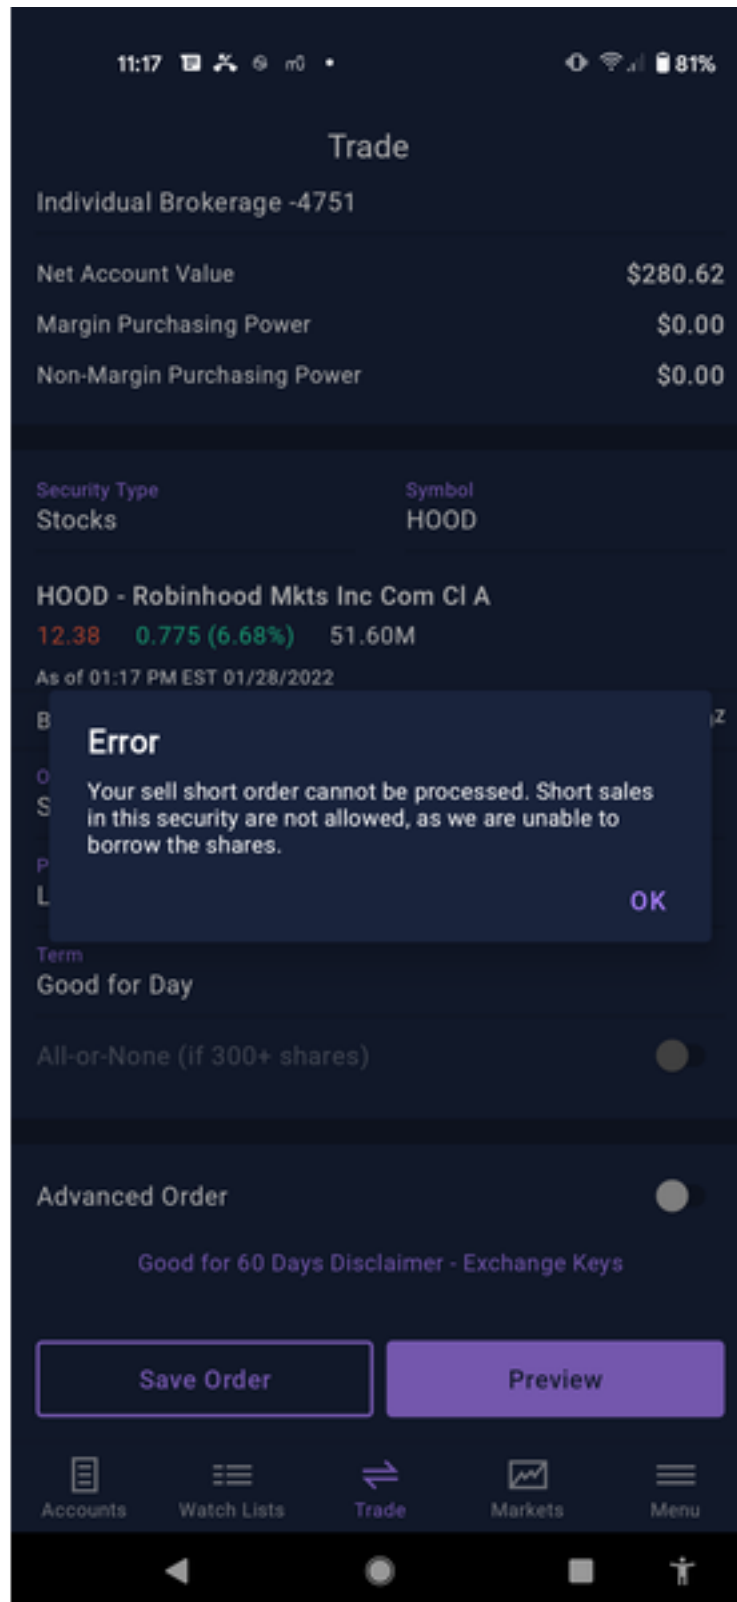 11:17 81%
Trade
Individual Brokerage -4751
Net Account Value $280.62
Margin Purchasing Power $0.00
Non-Margin Purchasing Power $0.00
Security Type Symbol
Stocks HOOD
HOOD - Robinhood Mkts Inc Com Cl A
12.38 0.775 (6.68%) 51.60M
As of 01:17 PM EST 01/28/2022
B z
Error
O
S
Your sell short order cannot be processed. Short sales
in this security are not allowed, as we are unable to
borrow the shares.
P
L
OK
Term
Good for Day
All-or-None (if 300+ shares)
Advanced Order
Good for 60 Days Disclaimer - Exchange Keys
Save Order Preview
Accounts Watch Lists Trade Markets Menu